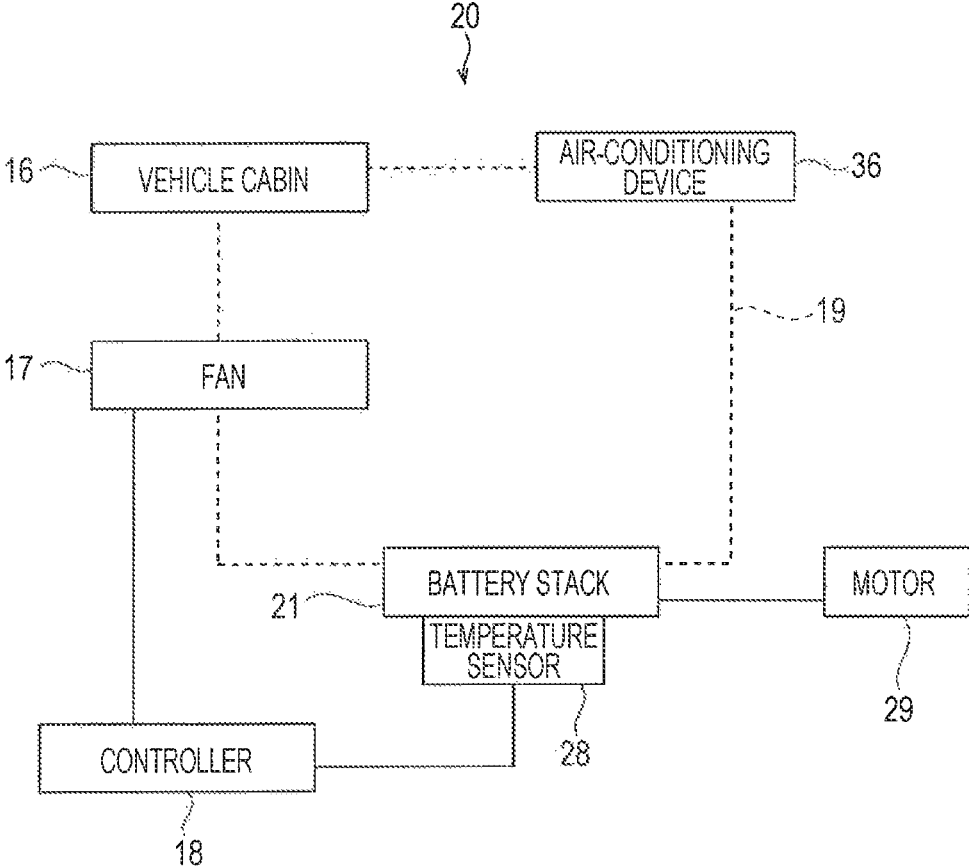 20
16
VEHICLE CABIN
AIR-CONDITIONING
DEVICE
36
19
17
FAN
BATTERY STACK
21
MOTOR
TEMPERATURE
SENSOR
29
28
CONTROLLER
18